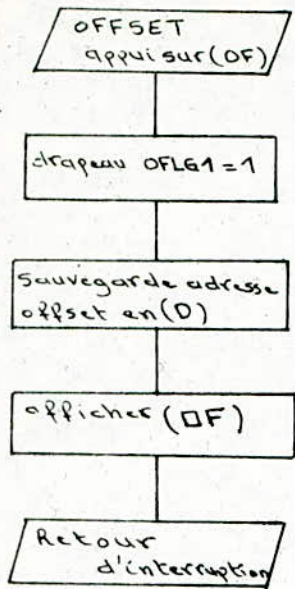 OFFSET
appui sur (OF)
drapeau OFLG1 = 1
Sauvegarde adresse
offset en (D)
afficher (OF)
Retour
d'interruption